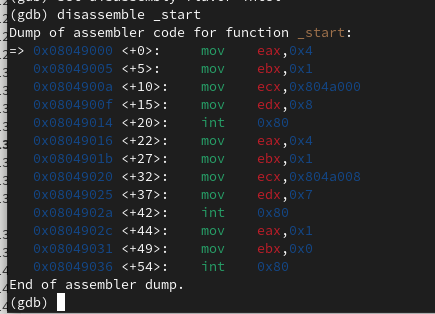 (gdb) disassemble _start
Dump of assembler code for function _start:
=> 0x08049000 <+0>:     mov    eax,0x4
   0x08049005 <+5>:     mov    ebx,0x1
   0x0804900a <+10>:    mov    ecx,0x804a000
   0x0804900f <+15>:    mov    edx,0x8
   0x08049014 <+20>:    int    0x80
   0x08049016 <+22>:    mov    eax,0x4
   0x0804901b <+27>:    mov    ebx,0x1
   0x08049020 <+32>:    mov    ecx,0x804a008
   0x08049025 <+37>:    mov    edx,0x7
   0x0804902a <+42>:    int    0x80
   0x0804902c <+44>:    mov    eax,0x1
   0x08049031 <+49>:    mov    ebx,0x0
   0x08049036 <+54>:    int    0x80
End of assembler dump.
(gdb)